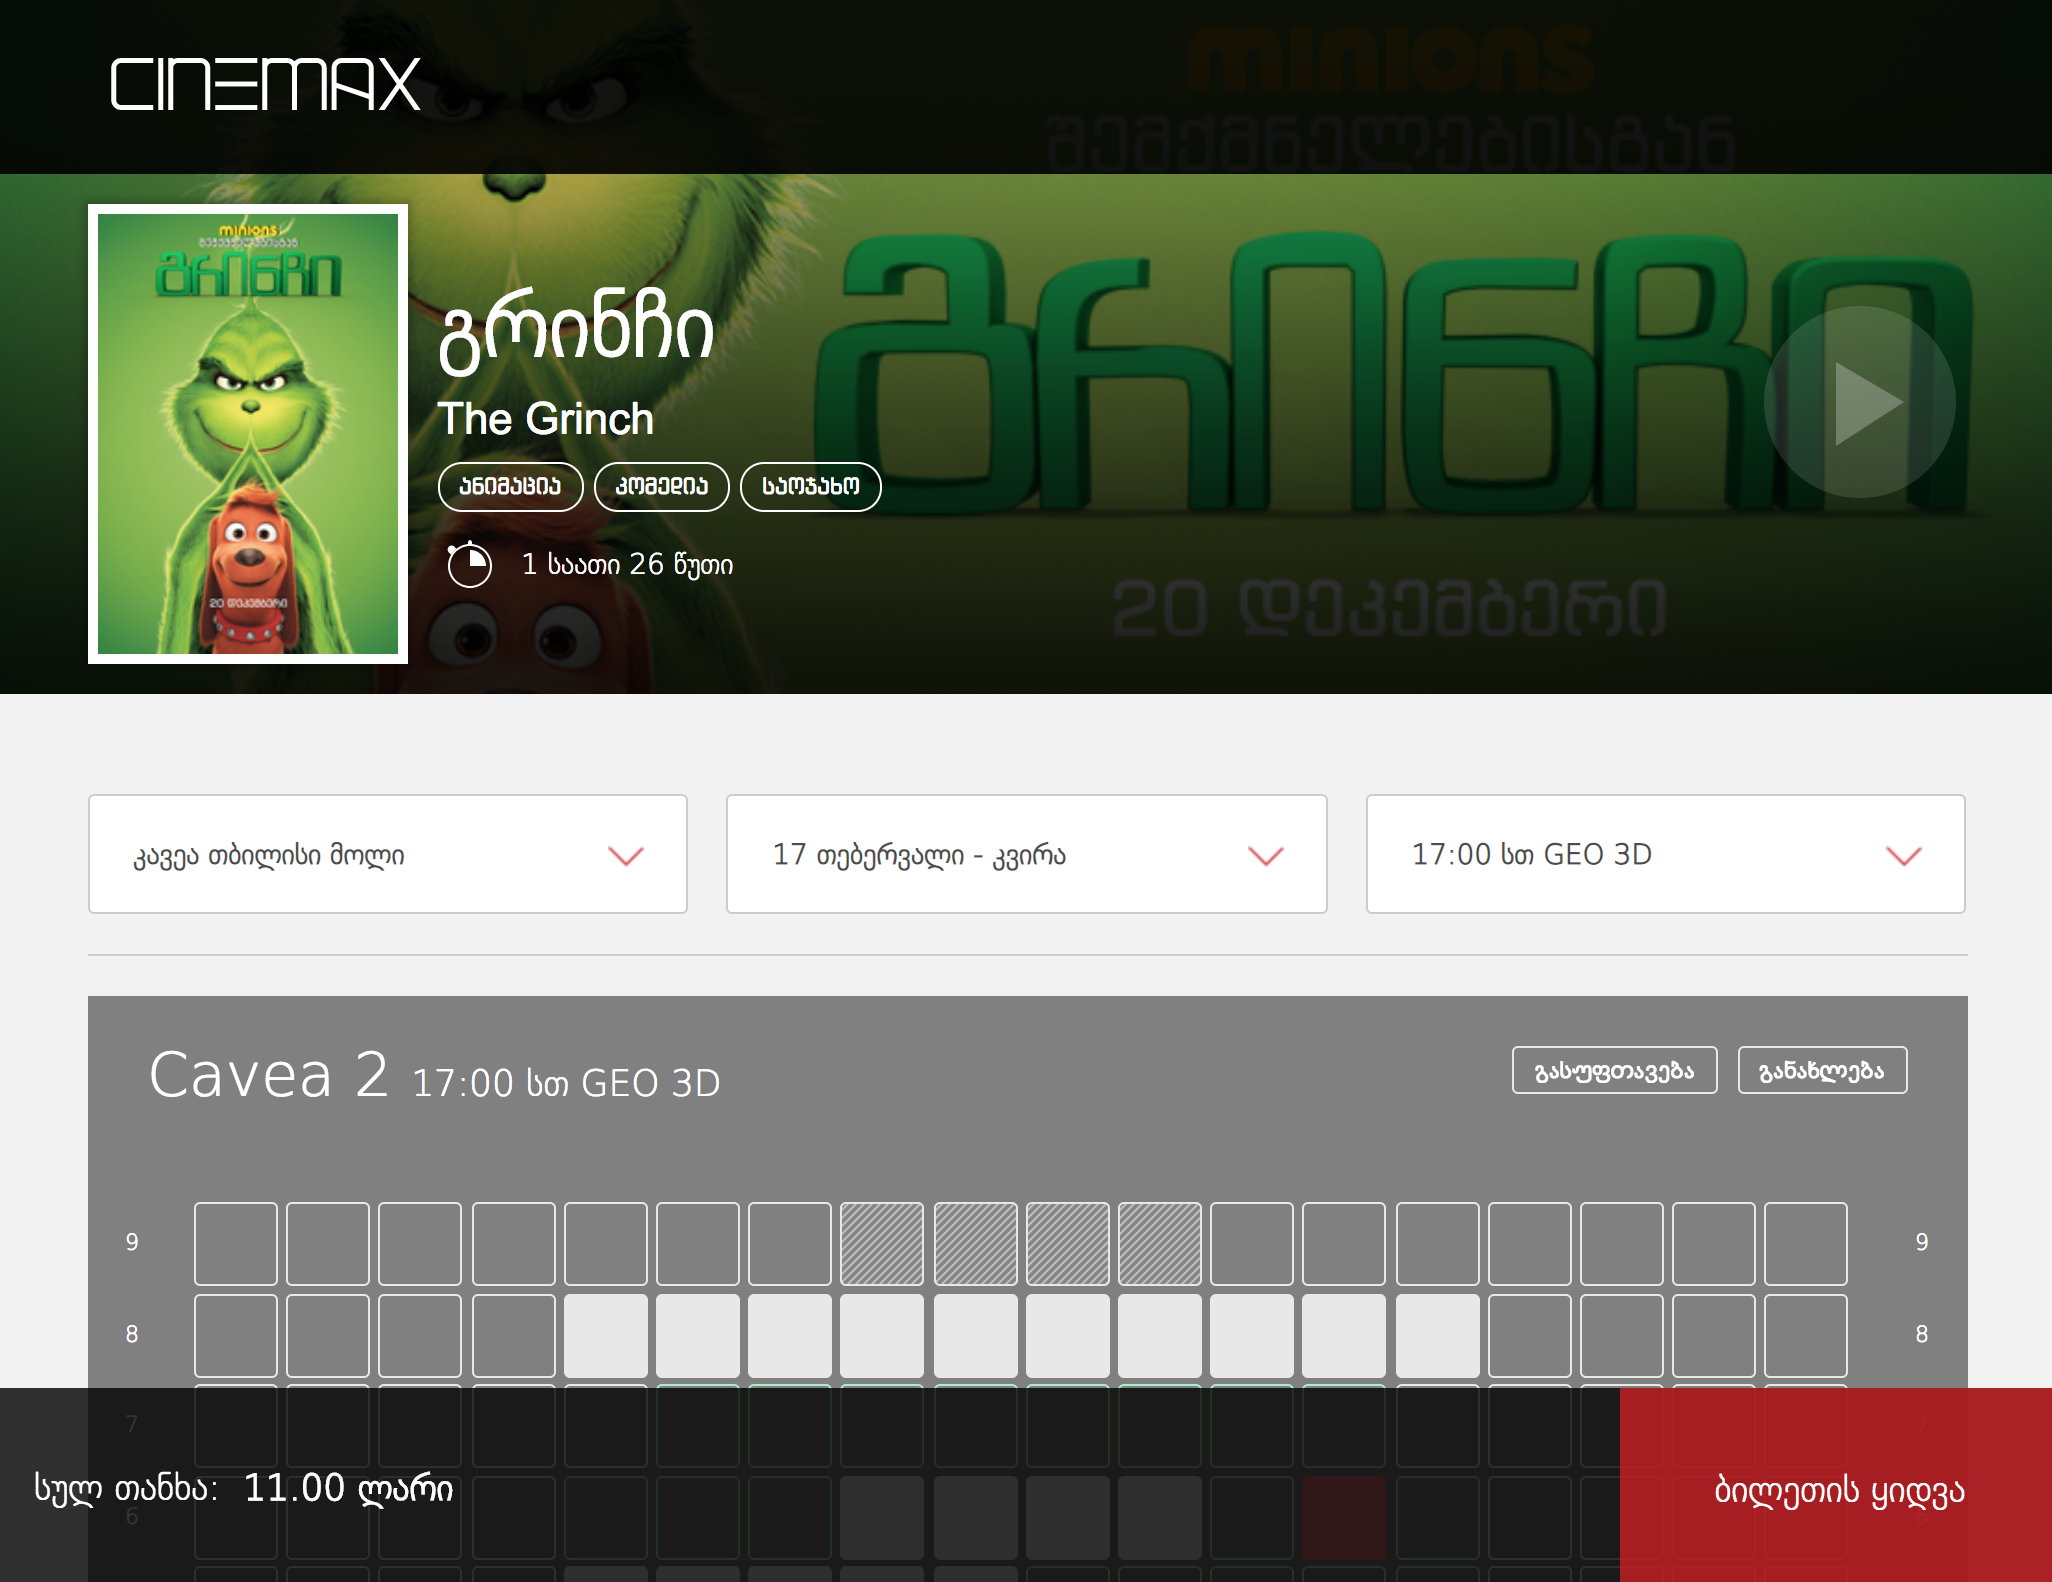 CINEMAX
minions
შემქმნელებისგან
გრინჩი
20 დეკემბერი
minions
შემქმნელებისგან
გრინჩი
20 დეკემბერი
გრინჩი
The Grinch
ანიმაცია კომედია საოჯახო
1 საათი 26 წუთი
კავეა თბილისი მოლი
17 თებერვალი - კვირა
17:00 სთ GEO 3D
Cavea 2 17:00 სთ GEO 3D
გასუფთავება განახლება
9 9
8 8
7 7
6
სულ თანხა: 11.00 ლარი
ბილეთის ყიდვა